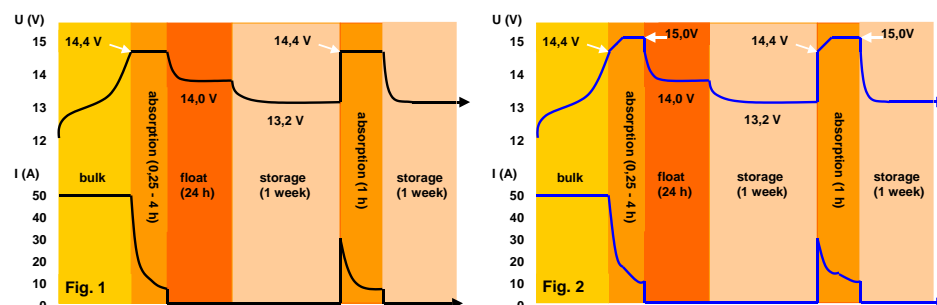 U (V)
15
14
13
12
14,4 V
14,0 V
13,2 V
14,4 V
absorption (0,25 - 4 h)
absorption (1 h)
I (A)
50
40
30
20
10
0
bulk
float
(24 h)
storage
(1 week)
storage
(1 week)
Fig. 1
U (V)
15
14
13
12
14,4 V
15,0V
14,0 V
13,2 V
14,4 V
15,0V
absorption (0,25 - 4 h)
absorption (1 h)
I (A)
50
40
30
20
10
0
bulk
float
(24 h)
storage
(1 week)
storage
(1 week)
Fig. 2